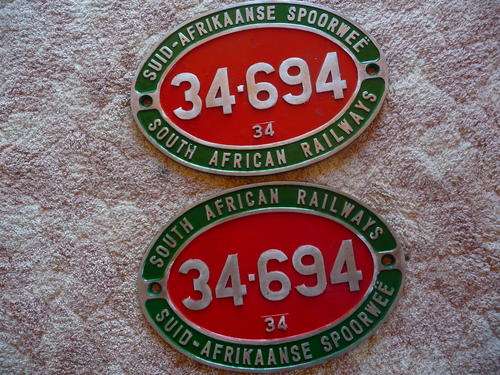 SUID-AFRIKAANSE SPOORWEË
34·694
34
SOUTH AFRICAN RAILWAYS
SOUTH AFRICAN RAILWAYS
34·694
34
SUID-AFRIKAANSE SPOORWEË